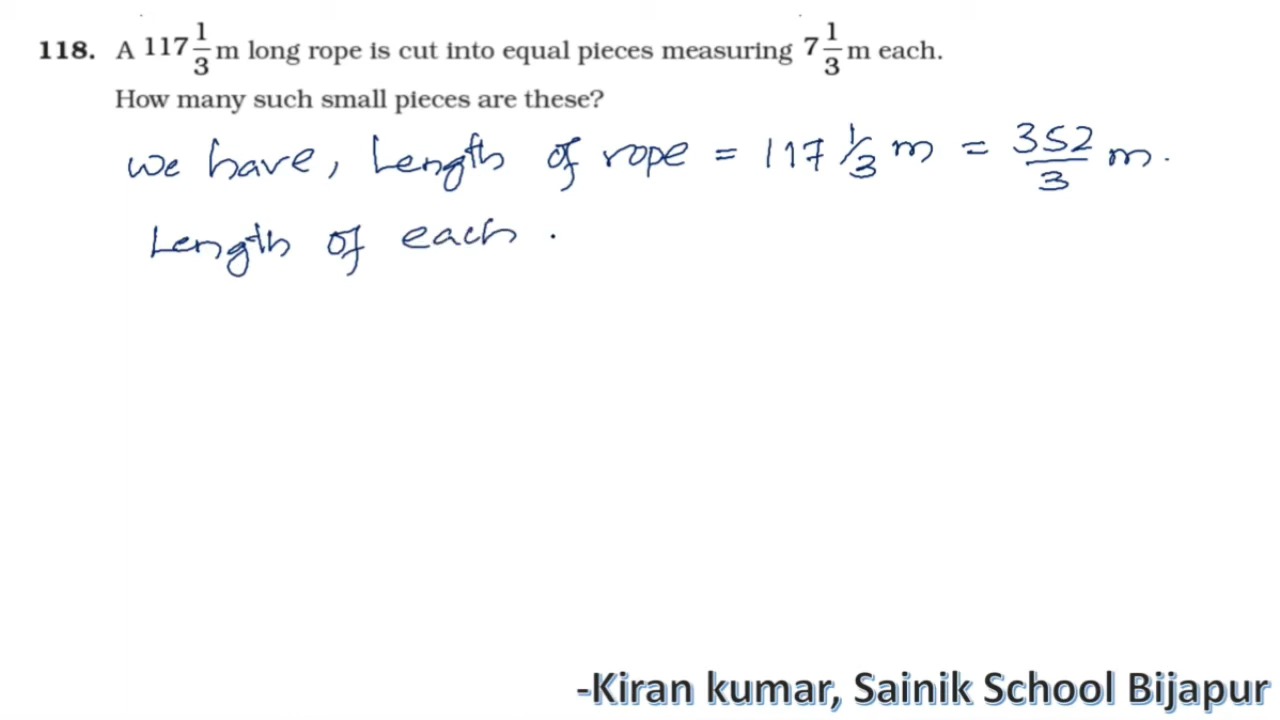 118. A 117 1/3 m long rope is cut into equal pieces measuring 7 1/3 m each.
How many such small pieces are these?
We have, Length of rope = 117 1/3 m = 352/3 m.
Length of each .
-Kiran kumar, Sainik School Bijapur